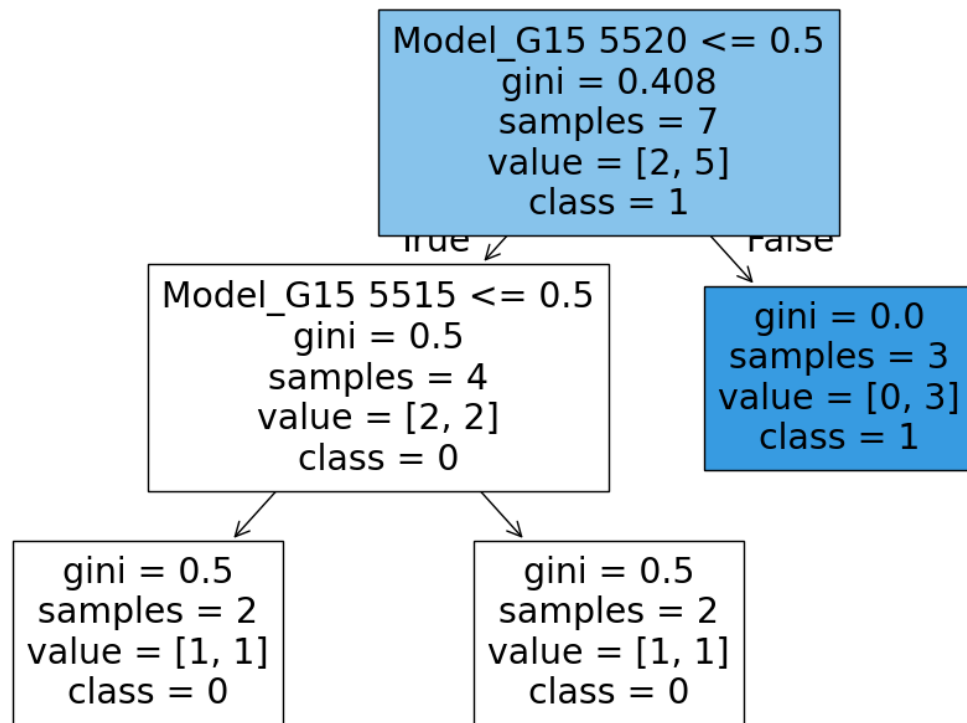 Model_G15 5520 <= 0.5
gini = 0.408
samples = 7
value = [2, 5]
class = 1
True
False
Model_G15 5515 <= 0.5
gini = 0.5
samples = 4
value = [2, 2]
class = 0
gini = 0.0
samples = 3
value = [0, 3]
class = 1
gini = 0.5
samples = 2
value = [1, 1]
class = 0
gini = 0.5
samples = 2
value = [1, 1]
class = 0